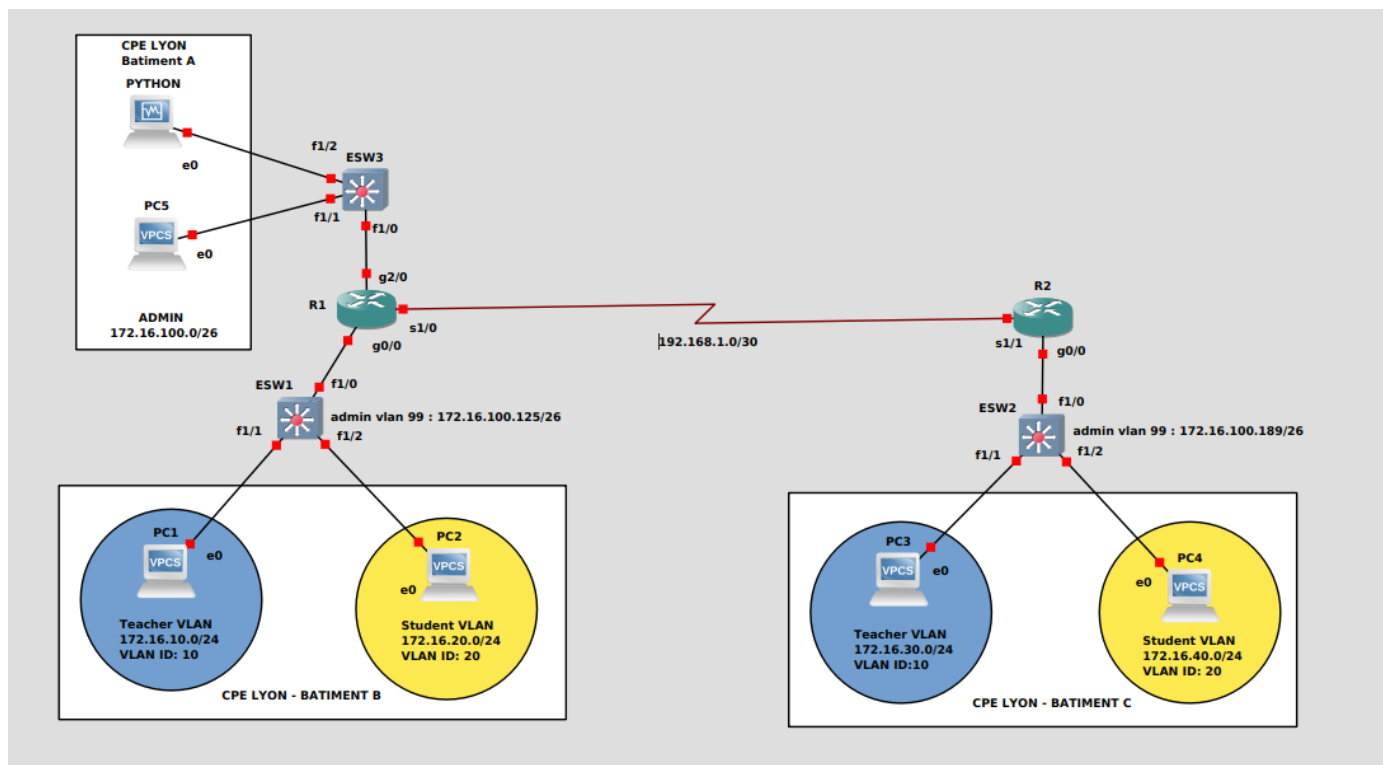 CPE LYON
Batiment A
PYTHON
e0
PC5
VPCS
e0
ADMIN
172.16.100.0/26
f1/2
ESW3
f1/1
f1/0
g2/0
R1
s1/0
g0/0
192.168.1.0/30
R2
s1/1
g0/0
ESW1
f1/0
admin vlan 99 : 172.16.100.125/26
f1/1
f1/2
ESW2
f1/0
admin vlan 99 : 172.16.100.189/26
f1/1
f1/2
PC1
e0
VPCS
Teacher VLAN
172.16.10.0/24
VLAN ID: 10
PC2
VPCS
e0
Student VLAN
172.16.20.0/24
VLAN ID: 20
CPE LYON - BATIMENT B
PC3
VPCS
e0
Teacher VLAN
172.16.30.0/24
VLAN ID:10
PC4
e0
VPCS
Student VLAN
172.16.40.0/24
VLAN ID: 20
CPE LYON - BATIMENT C